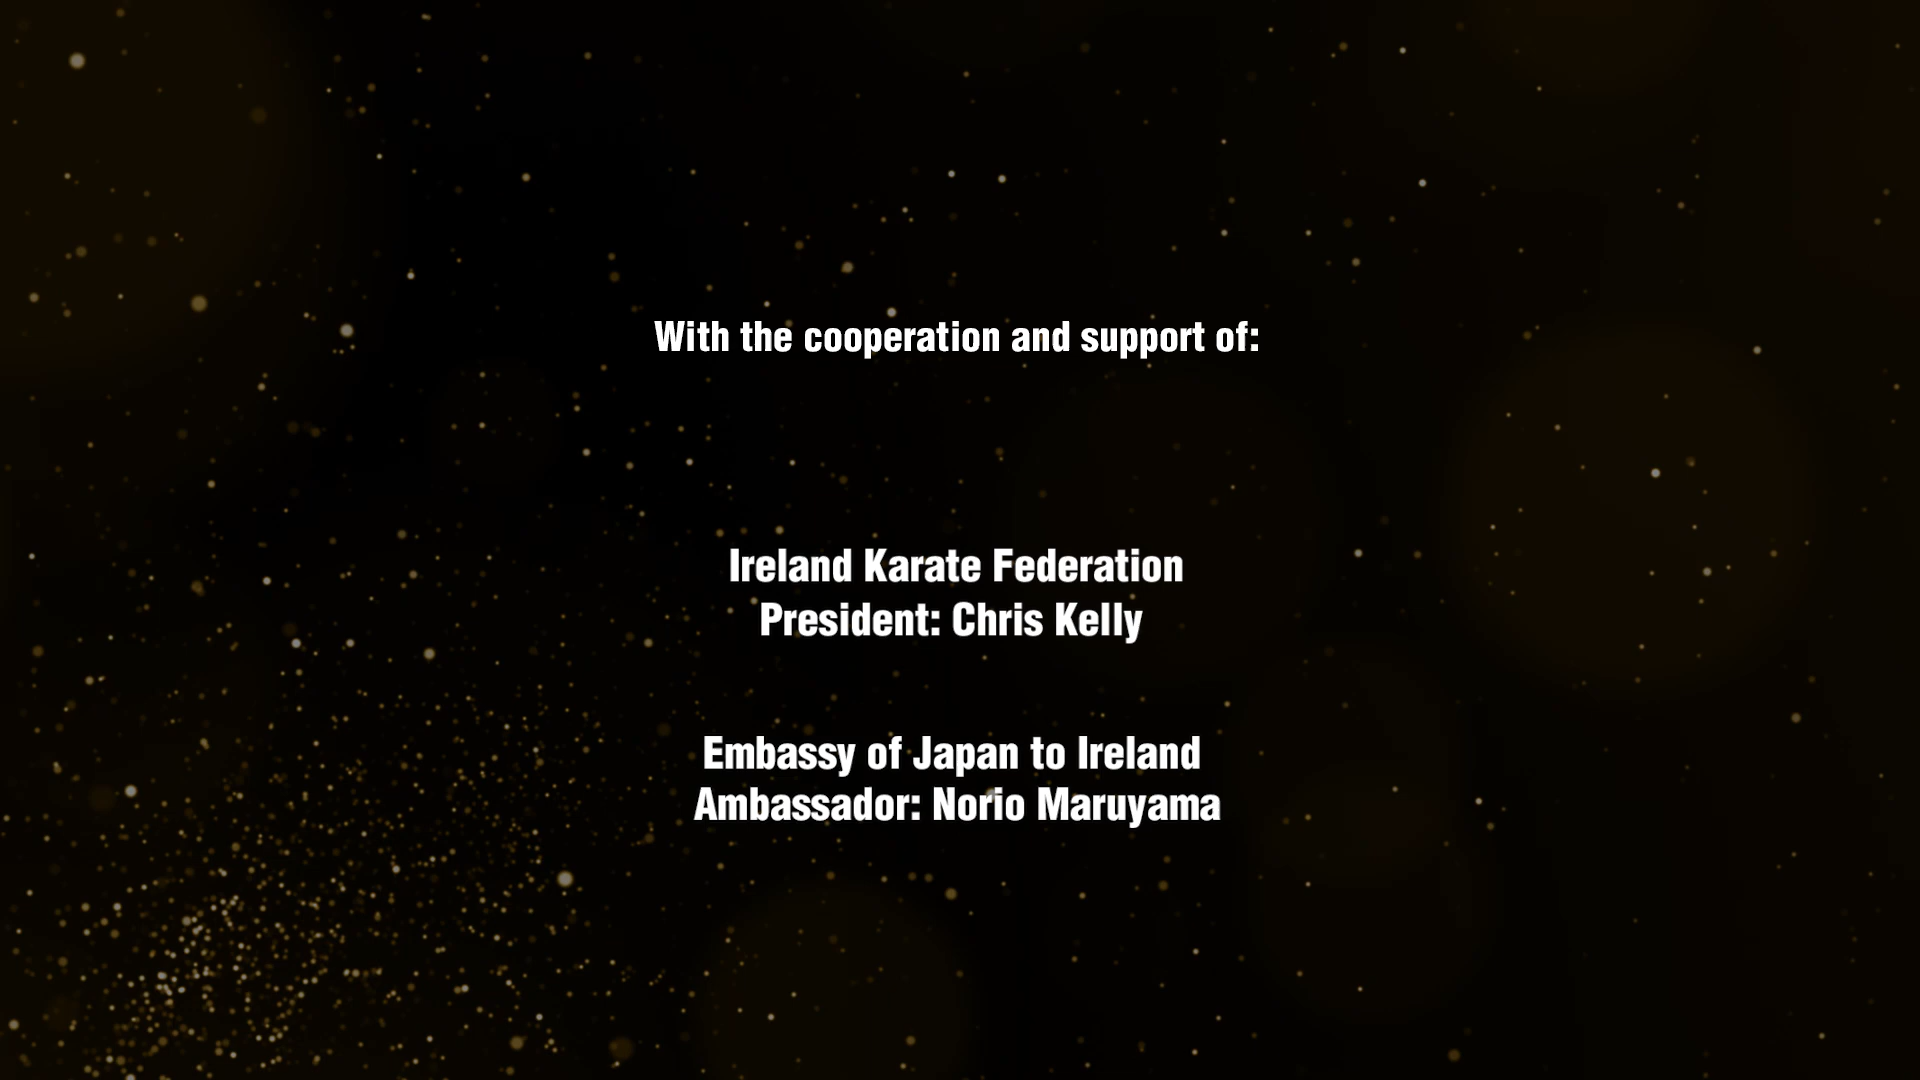 With the cooperation and support of:
Ireland Karate Federation
President: Chris Kelly
Embassy of Japan to Ireland
Ambassador: Norio Maruyama